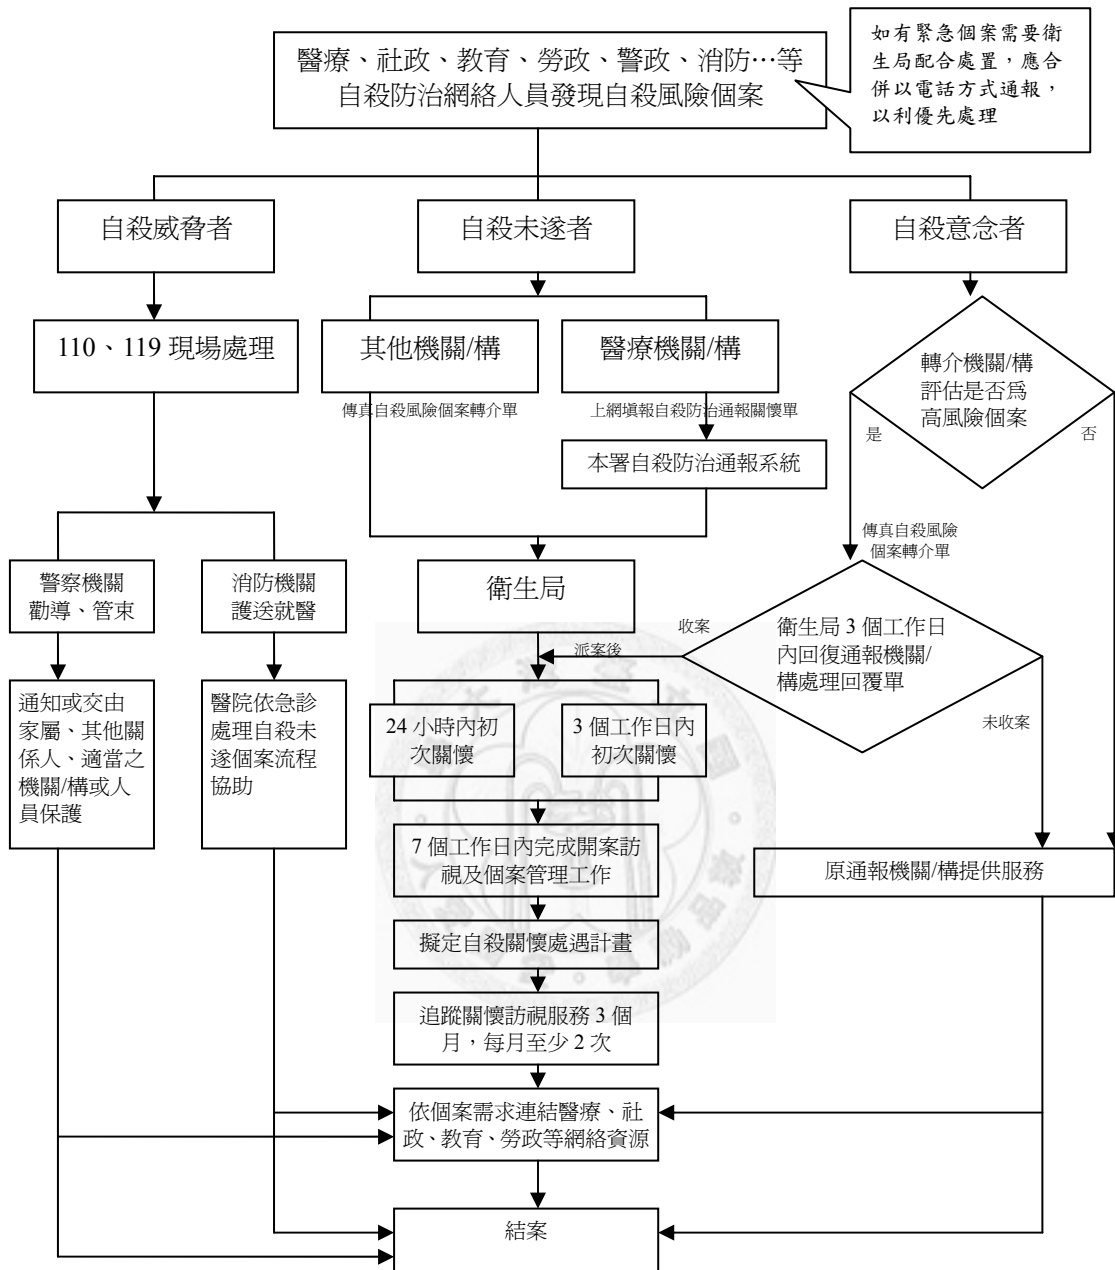 如有緊急個案需要衛
生局配合處置，應合
併以電話方式通報，
以利優先處理
醫療、社政、教育、勞政、警政、消防…等
自殺防治網絡人員發現自殺風險個案
自殺威脅者
自殺未遂者
自殺意念者
110、119 現場處理
其他機關/構
醫療機關/構
轉介機關/構
評估是否為
高風險個案
傳真自殺風險個案轉介單
上網填報自殺防治通報關懷單
是
否
本署自殺防治通報系統
傳真自殺風險
個案轉介單
警察機關
勸導、管束
消防機關
護送就醫
衛生局
收案
派案後
衛生局 3 個工作日
內回復通報機關/
構處理回覆單
未收案
通知或交由
家屬、其他關
係人、適當之
機關/構或人
員保護
醫院依急診
處理自殺未
遂個案流程
協助
24 小時內初
次關懷
3 個工作日內
初次關懷
7 個工作日內完成開案訪
視及個案管理工作
原通報機關/構提供服務
擬定自殺關懷處遇計畫
追蹤關懷訪視服務 3 個
月，每月至少 2 次
依個案需求連結醫療、社
政、教育、勞政等網絡資源
結案